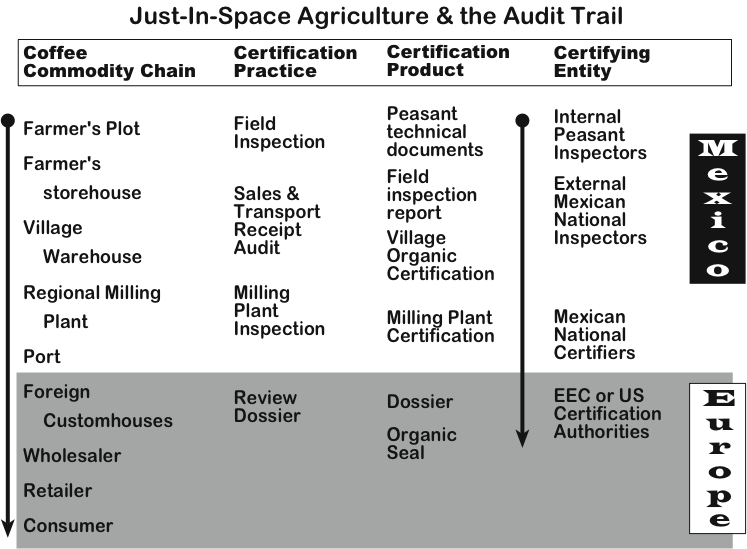 Just-In-Space Agriculture & the Audit Trail
Coffee
Commodity Chain
Certification
Practice
Certification
Product
Certifying
Entity
Farmer's Plot
Farmer's
storehouse
Village
Warehouse
Regional Milling
Plant
Port
Foreign
Customhouses
Wholesaler
Retailer
Consumer
Field
Inspection
Sales &
Transport
Receipt
Audit
Milling
Plant
Inspection
Review
Dossier
Peasant
technical
documents
Field
inspection
report
Village
Organic
Certification
Milling Plant
Certification
Dossier
Organic
Seal
Internal
Peasant
Inspectors
External
Mexican
National
Inspectors
Mexican
National
Certifiers
EEC or US
Certification
Authorities
Mexico
Europe